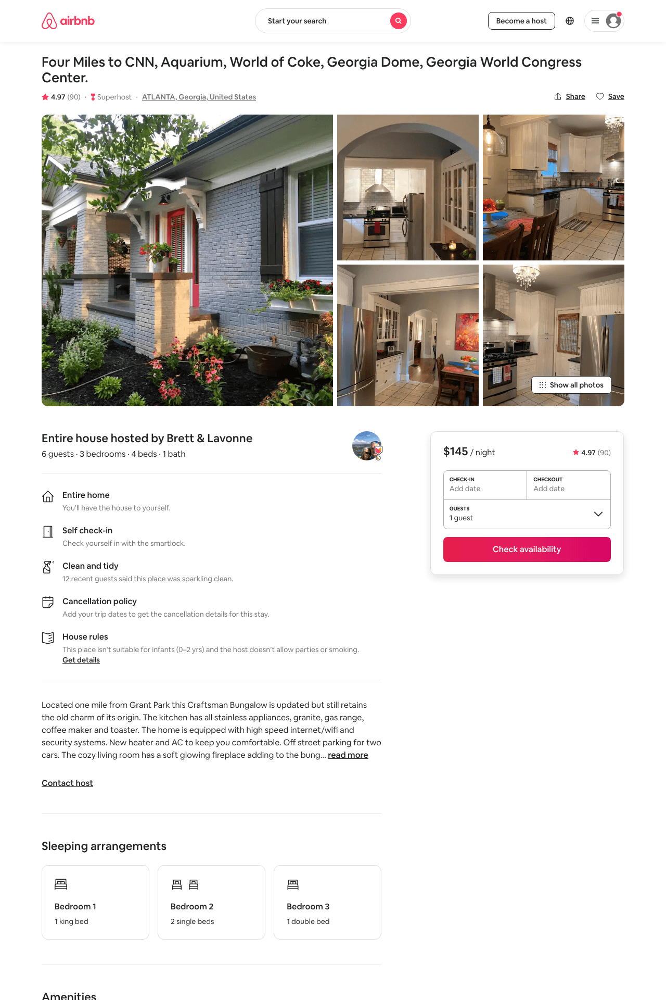 airbnb
Start your search
Become a host
Four Miles to CNN, Aquarium, World of Coke, Georgia Dome, Georgia World Congress
Center.
4.97 (90) · Superhost · ATLANTA, Georgia, United States
Share
Save
Show all photos
Entire house hosted by Brett & Lavonne
6 guests · 3 bedrooms · 4 beds · 1 bath
$145 / night
4.97 (90)
CHECK-IN
Add date
CHECKOUT
Add date
GUESTS
1 guest
Check availability
Entire home
You’ll have the house to yourself.
Self check-in
Check yourself in with the smartlock.
Clean and tidy
12 recent guests said this place was sparkling clean.
Cancellation policy
Add your trip dates to get the cancellation details for this stay.
House rules
This place isn’t suitable for infants (0–2 yrs) and the host doesn’t allow parties or smoking.
Get details
Located one mile from Grant Park this Craftsman Bungalow is updated but still retains
the old charm of its origin. The kitchen has all stainless appliances, granite, gas range,
coffee maker and toaster. The home is equipped with high speed internet/wifi and
security systems. New heater and AC to keep you comfortable. Off street parking for two
cars. The cozy living room has a soft glowing fireplace adding to the bung... read more
Contact host
Sleeping arrangements
Bedroom 1
1 king bed
Bedroom 2
2 single beds
Bedroom 3
1 double bed
Amenities